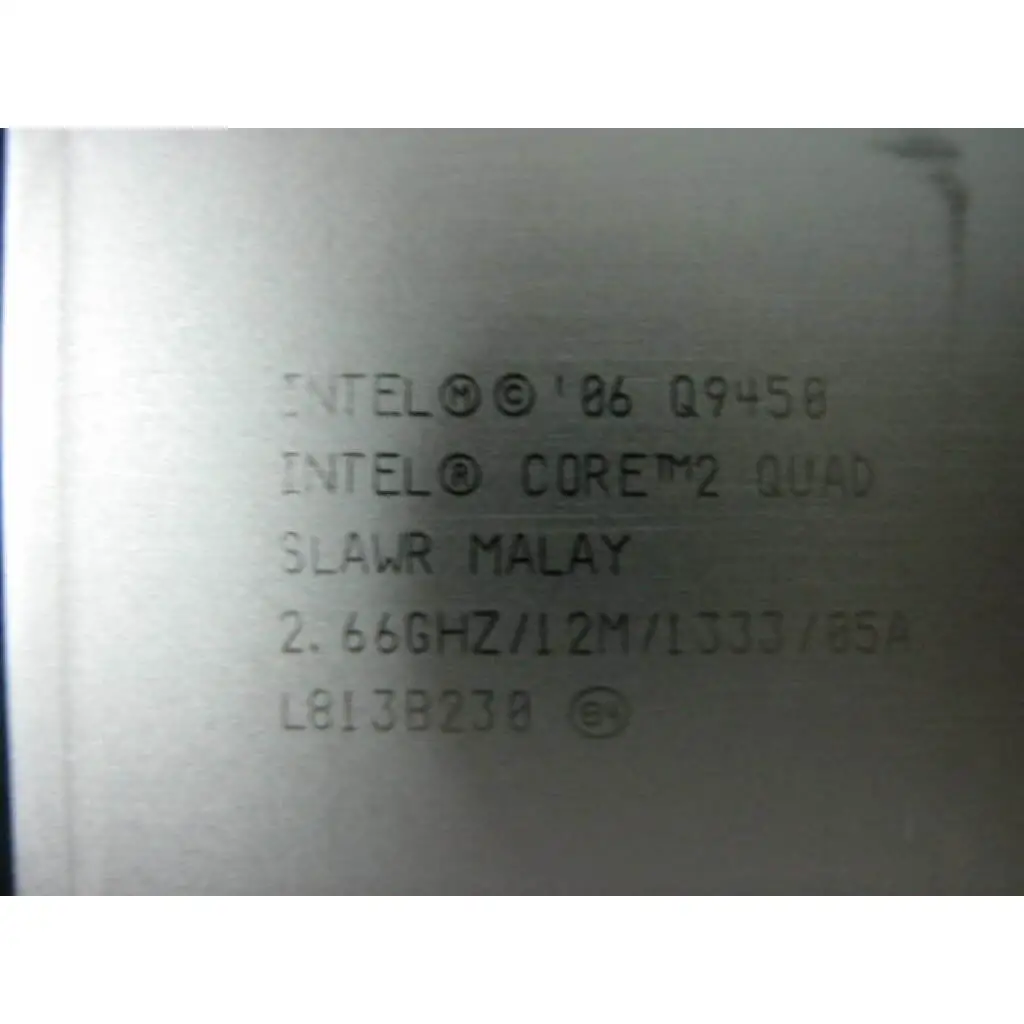 INTEL Ⓜ © '06 Q9450
INTEL® CORE™2 QUAD
SLAWR MALAY
2.66GHZ/12M/1333/05A
L813B230 e4